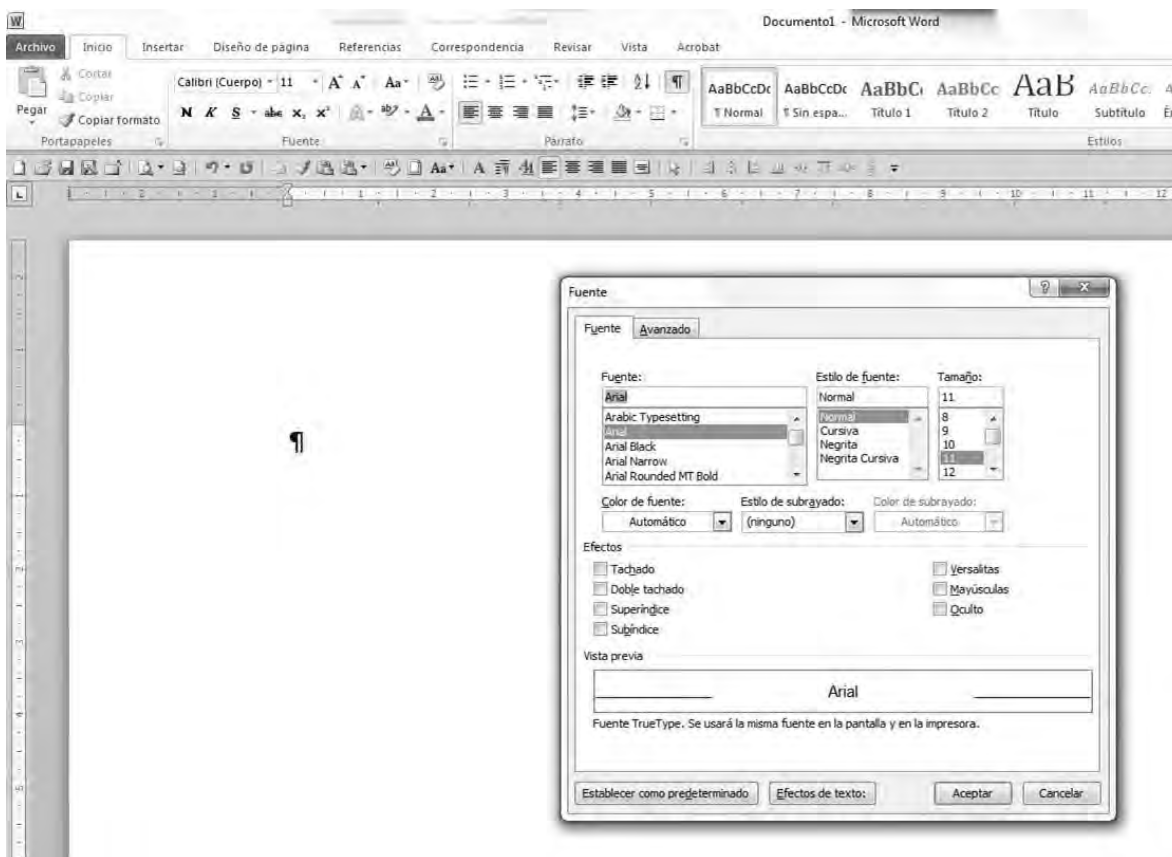 Documento1 - Microsoft Word
Archivo Inicio Insertar Diseño de página Referencias Correspondencia Revisar Vista Acrobat
Cortar
Copiar
Pegar
Copiar formato
Calibri (Cuerpo) 11 A A Aa
N K S abc x₂ x² A
AaBbCcDc AaBbCcDc AaBbC AaBbCc AaB AaBbCc.
¶ Normal ¶ Sin espa... Título 1 Título 2 Título Subtítulo
Portapapeles Fuente Párrafo Estilos
¶
Fuente
Fuente Avanzado
Fuente: Estilo de fuente: Tamaño:
Arial Normal 11
Arabic Typesetting Normal 8
Arial Cursiva 9
Arial Black Negrita 10
Arial Narrow Negrita Cursiva 11
Arial Rounded MT Bold 12
Color de fuente: Estilo de subrayado: Color de subrayado:
Automático (ninguno) Automático
Efectos
Tachado Versalitas
Doble tachado Mayúsculas
Superíndice Oculto
Subíndice
Vista previa
Arial
Fuente TrueType. Se usará la misma fuente en la pantalla y en la impresora.
Establecer como predeterminado Efectos de texto: Aceptar Cancelar